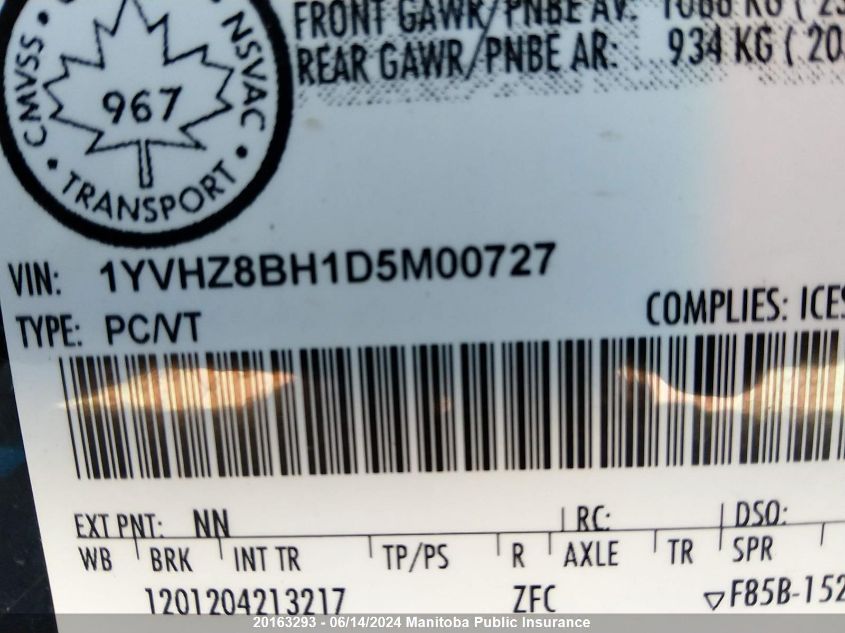 FRONT GAWR/PNBE AV:
REAR GAWR/PNBE AR: 934 KG (
CMVSS NSVAC
967
TRANSPORT
VIN: 1YVHZ8BH1D5M00727
TYPE: PC/VT
COMPLIES:
EXT PNT: NN RC: DSO:
WB BRK INT TR TP/PS R AXLE TR SPR
1201204213217 ZFC
20163293 - 06/14/2024 Manitoba Public Insurance